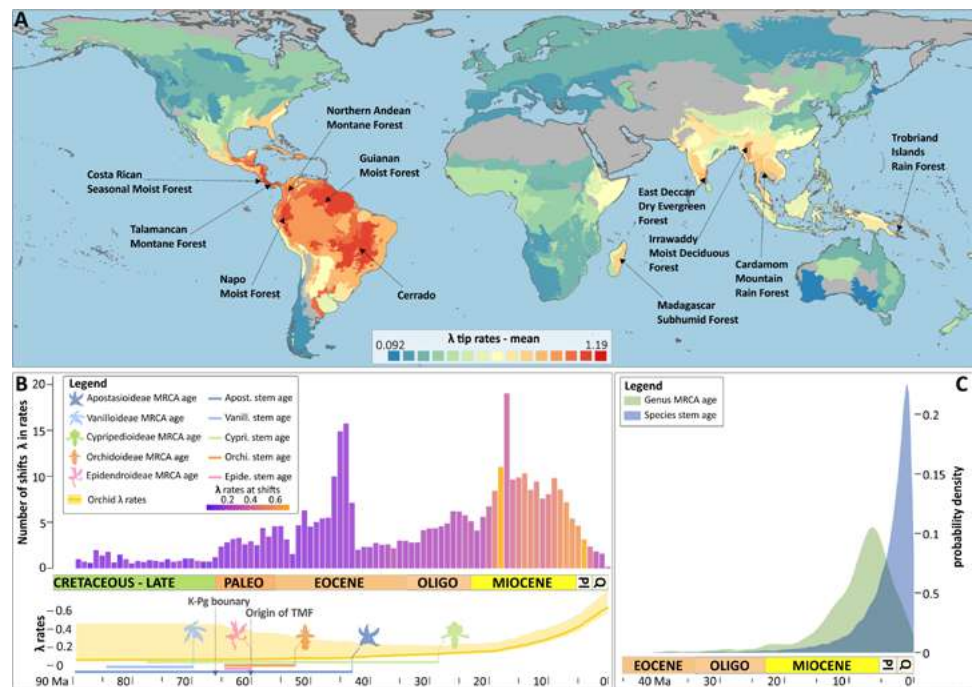 A
Northern Andean
Montane Forest
Guianan
Moist Forest
Costa Rican
Seasonal Moist Forest
Talamancan
Montane Forest
Napo
Moist Forest
Cerrado
East Deccan
Dry Evergreen
Forest
Irrawaddy
Moist Deciduous
Forest
Cardamom
Mountain
Rain Forest
Trobriand
Islands
Rain Forest
Madagascar
Subhumid Forest
λ tip rates - mean
0.092
1.19
B
Number of shifts λ in rates
20
15
10
5
0
Legend
Apostasioideae MRCA age
Vanilloideae MRCA age
Cypripedioideae MRCA age
Orchidoideae MRCA age
Epidendroideae MRCA age
Orchid λ rates
Apost. stem age
Vanill. stem age
Cypri. stem age
Orchi. stem age
Epide. stem age
λ rates at shifts
0.2 0.4 0.6
CRETACEOUS - LATE PALEO EOCENE OLIGO MIOCENE Pl Q
K-Pg bounary
Origin of TMF
λ rates
0.6
0.4
0.2
0
90 Ma 80 70 60 50 40 30 20 10 0
C
Legend
Genus MRCA age
Species stem age
probability density
0.2
0.15
0.1
0.05
0
EOCENE OLIGO MIOCENE Pl Q
40 Ma 30 20 10 0